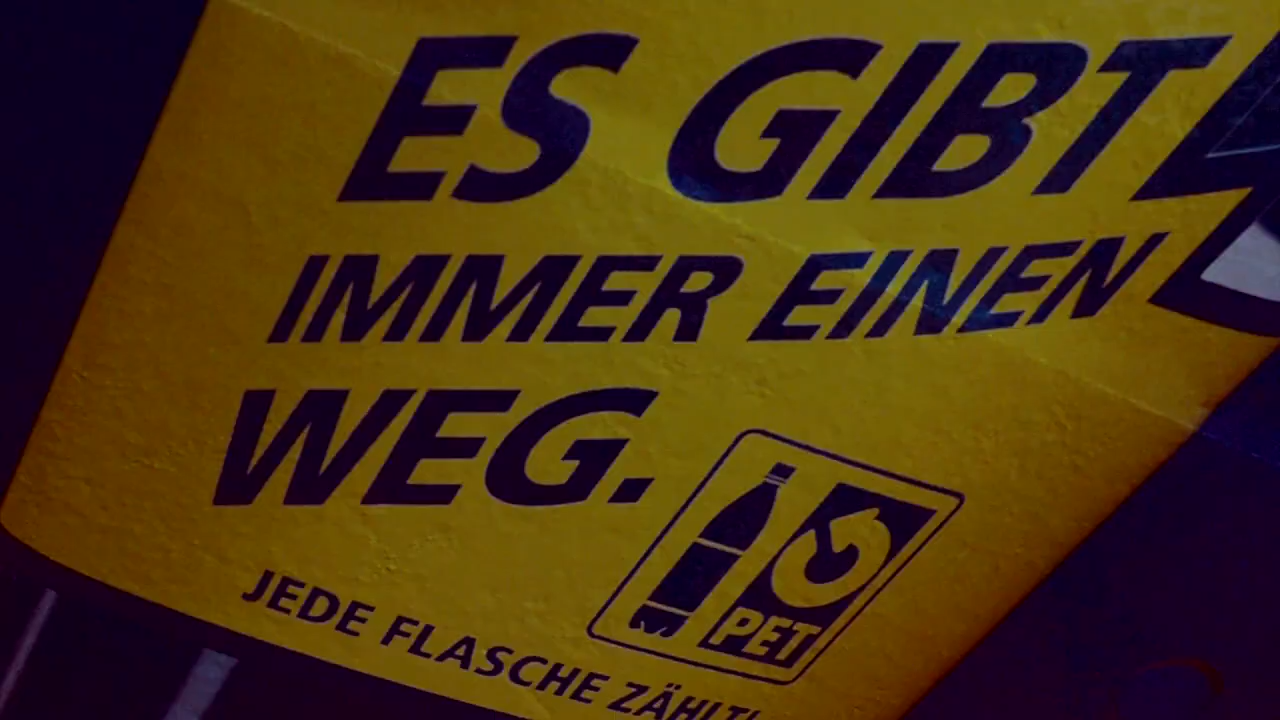 ES GIBT
IMMER EINEN
WEG.
PET
JEDE FLASCHE ZÄHLT!